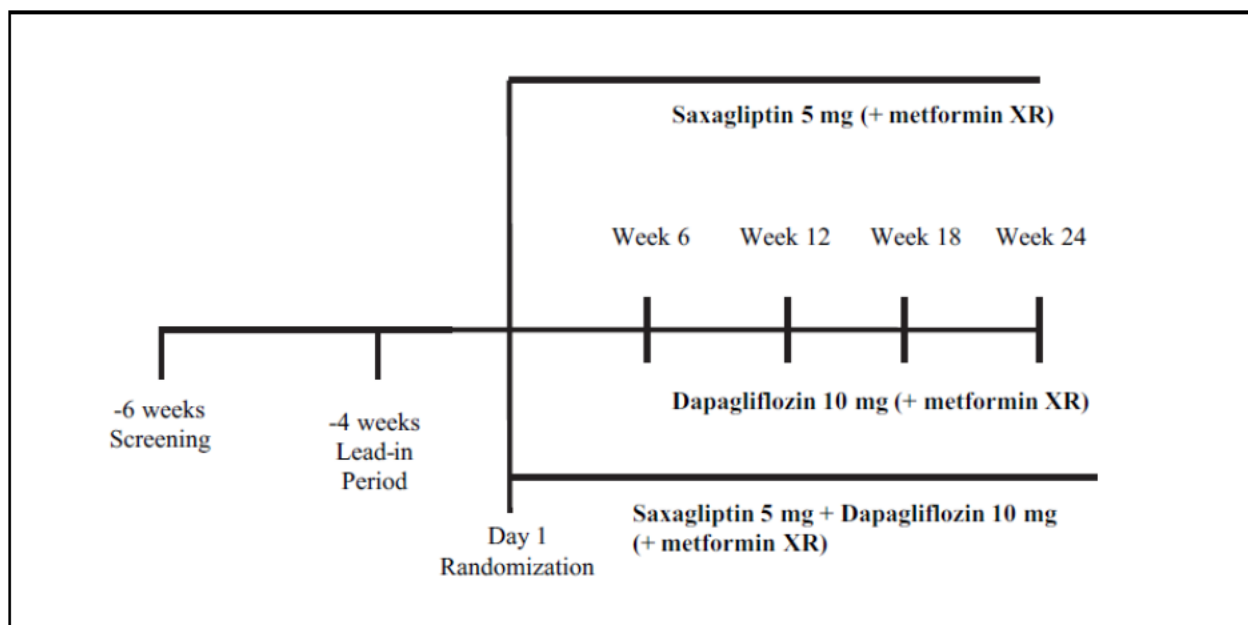 Saxagliptin 5 mg (+ metformin XR)
Week 6
Week 12
Week 18
Week 24
Dapagliflozin 10 mg (+ metformin XR)
-6 weeks
Screening
-4 weeks
Lead-in
Period
Saxagliptin 5 mg + Dapagliflozin 10 mg
(+ metformin XR)
Day 1
Randomization